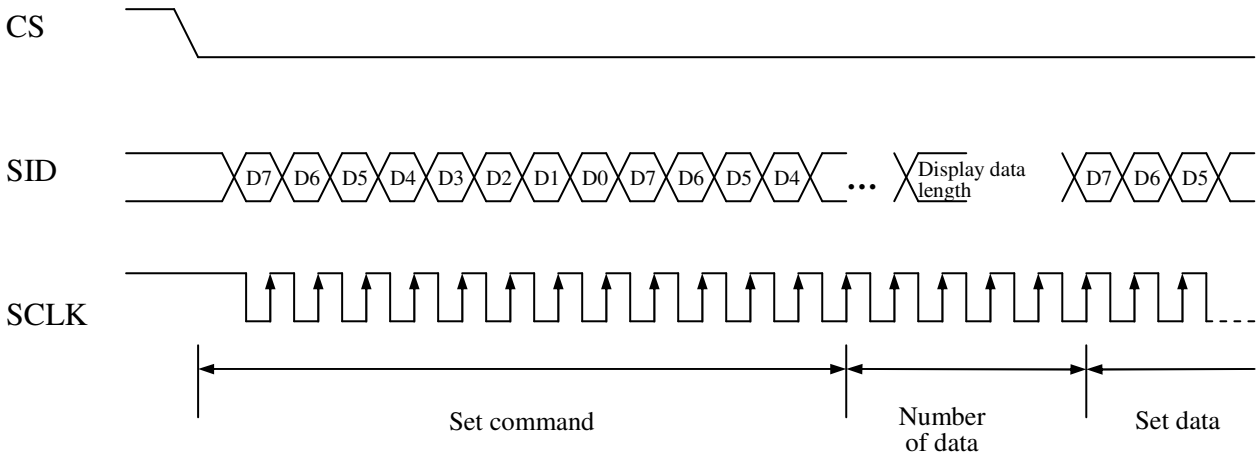 CS
SID
D7 D6 D5 D4 D3 D2 D1 D0 D7 D6 D5 D4 ... Display data length D7 D6 D5
SCLK
Set command
Number of data
Set data